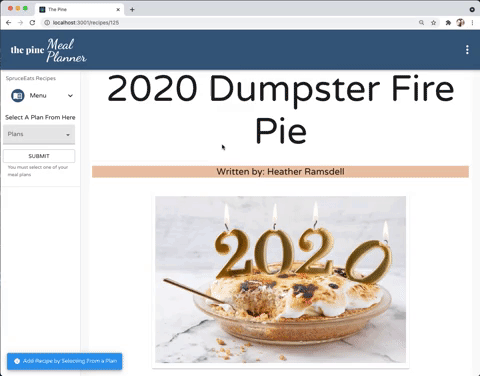 The Pine
localhost:3001/recipes/125
the pine Meal
Planner
SpruceEats Recipes
Menu
Select A Plan From Here
Plans
SUBMIT
You must select one of your
meal plans
2020 Dumpster Fire
Pie
Written by: Heather Ramsdell
2020
Add Recipe by Selecting From a Plan